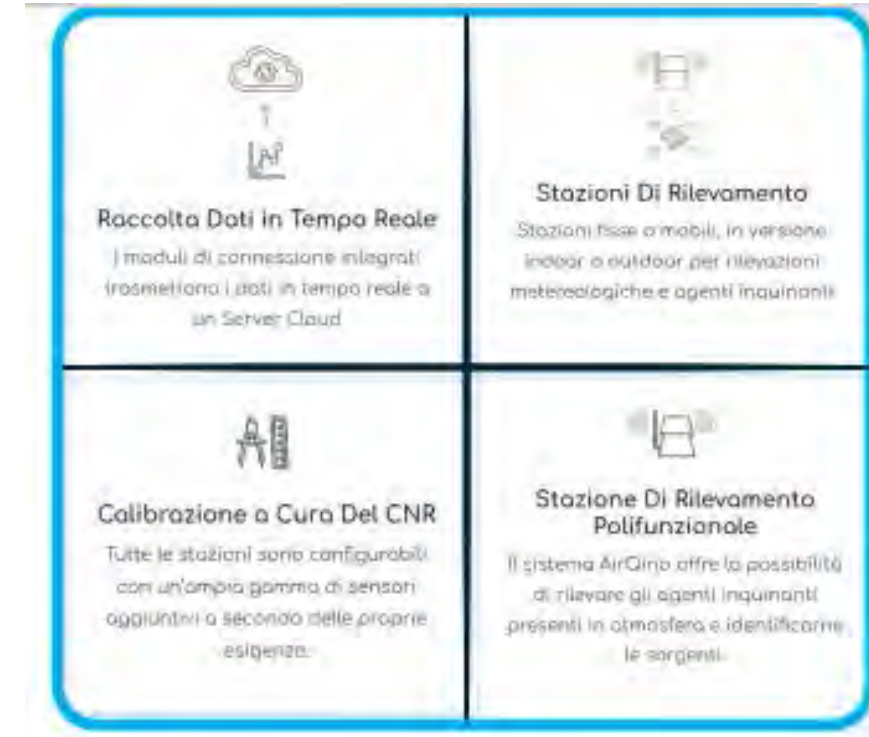 Raccolta Dati in Tempo Reale
I moduli di connessione integrati
trasmettono i dati in tempo reale a
un Server Cloud
Stazioni Di Rilevamento
Stazioni fisse o mobili, in versione
indoor o outdoor per rilevazioni
metereologiche e agenti inquinanti
Calibrazione a Cura Del CNR
Tutte le stazioni sono configurabili
con un'ampia gamma di sensori
aggiuntivi a seconda delle proprie
esigenze.
Stazione Di Rilevamento
Polifunzionale
Il sistema AirQino offre la possibilità
di rilevare gli agenti inquinanti
presenti in atmosfera e identificarne
le sorgenti.